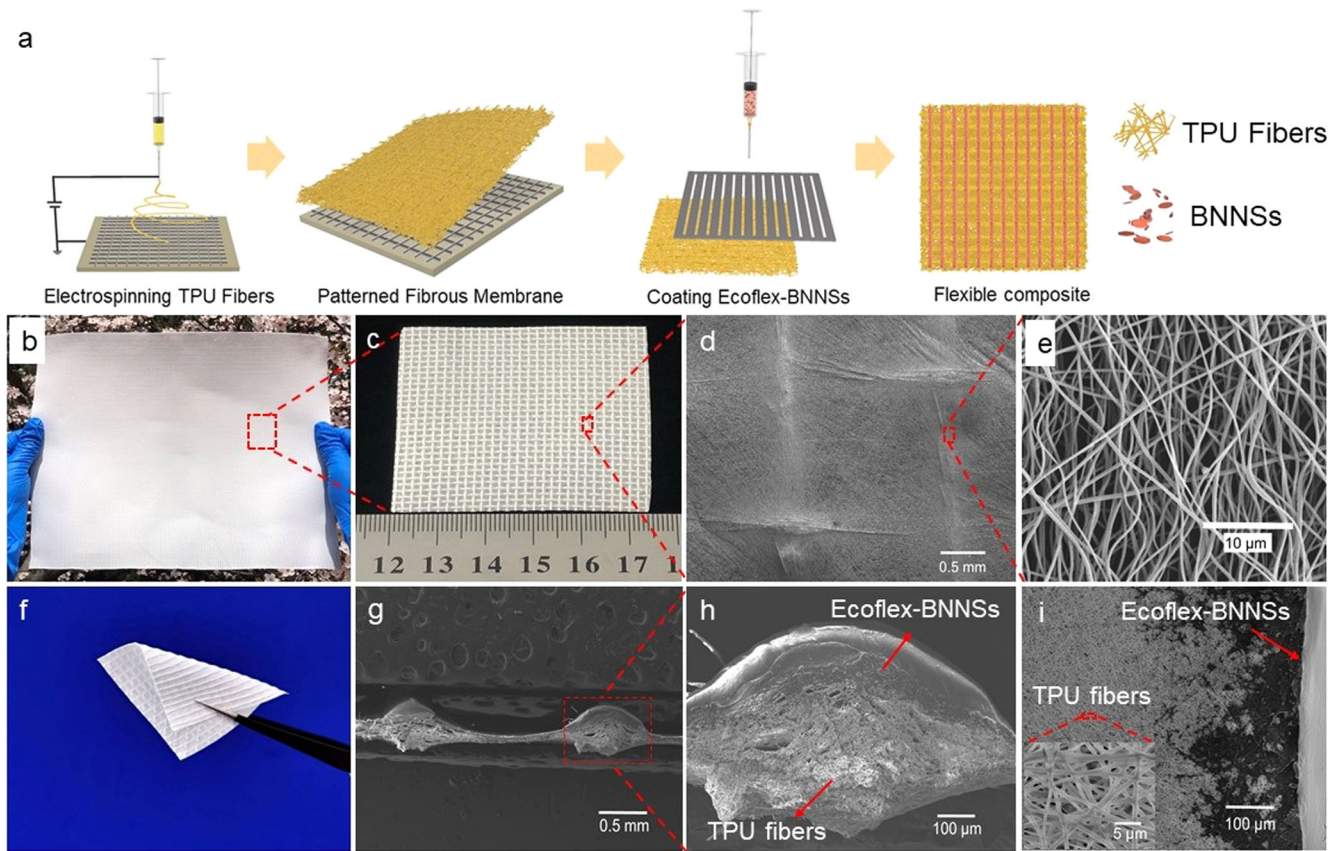 a
TPU Fibers
BNNSs
Electrospinning TPU Fibers
Patterned Fibrous Membrane
Coating Ecoflex-BNNSs
Flexible composite
b
c
12 13 14 15 16 17 1
d
0.5 mm
e
10 μm
f
g
0.5 mm
h
Ecoflex-BNNSs
TPU fibers
100 μm
i
Ecoflex-BNNSs
TPU fibers
5 μm
100 μm